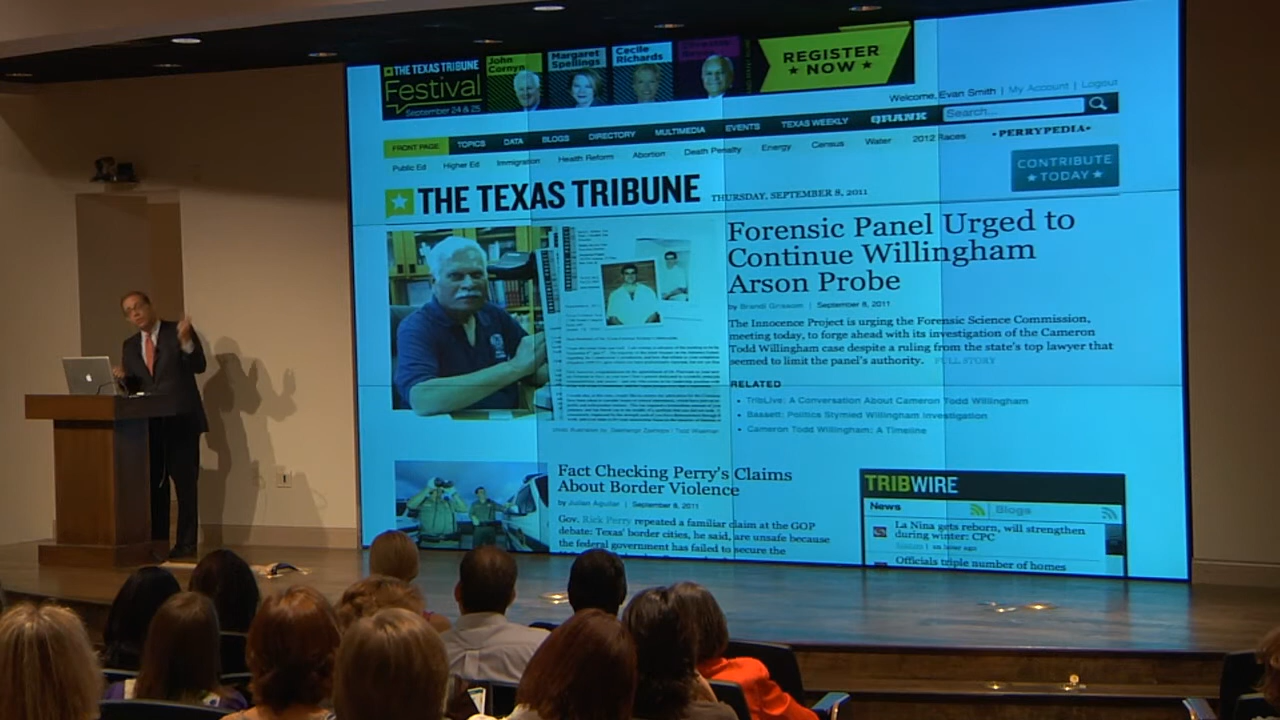 THE TEXAS TRIBUNE
Festival
September 24 & 25
John Cornyn
Margaret Spellings
Cecile Richards
REGISTER NOW
Welcome, Evan Smith | My Account | Logout
FRONT PAGE TOPICS DATA BLOGS DIRECTORY MULTIMEDIA EVENTS TEXAS WEEKLY QRANK Search...
Public Ed Higher Ed Immigration Health Reform Abortion Death Penalty Energy Census Water 2012 Races •PERRYPEDIA•
CONTRIBUTE TODAY
THE TEXAS TRIBUNE THURSDAY, SEPTEMBER 8, 2011
Forensic Panel Urged to
Continue Willingham
Arson Probe
by Brandi Grissom | September 8, 2011
The Innocence Project is urging the Forensic Science Commission,
meeting today, to forge ahead with its investigation of the Cameron
Todd Willingham case despite a ruling from the state's top lawyer that
seemed to limit the panel's authority. FULL STORY
RELATED
• TribLive: A Conversation About Cameron Todd Willingham
• Bassett: Politics Stymied Willingham Investigation
• Cameron Todd Willingham: A Timeline
Fact Checking Perry's Claims
About Border Violence
by Julian Aguilar | September 8, 2011
Gov. Rick Perry repeated a familiar claim at the GOP
debate: Texas' border cities, he said, are unsafe because
the federal government has failed to secure the
TRIBWIRE
News Blogs
La Nina gets reborn, will strengthen
during winter: CPC
an hour ago
Officials triple number of homes